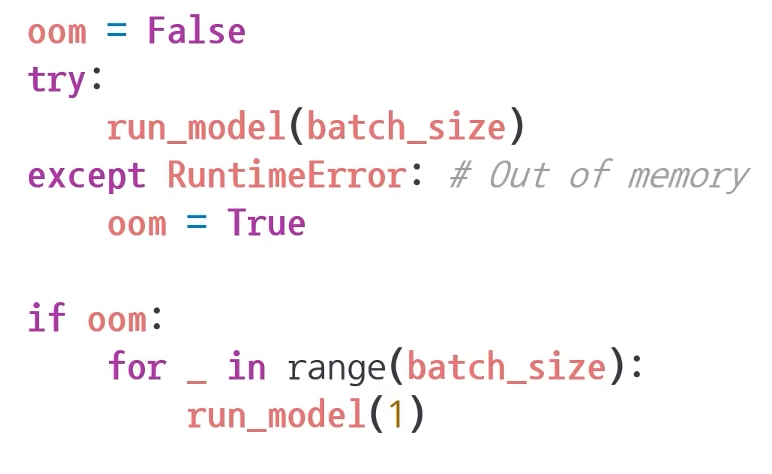 oom = False
try:
    run_model(batch_size)
except RuntimeError: # Out of memory
    oom = True

if oom:
    for _ in range(batch_size):
        run_model(1)